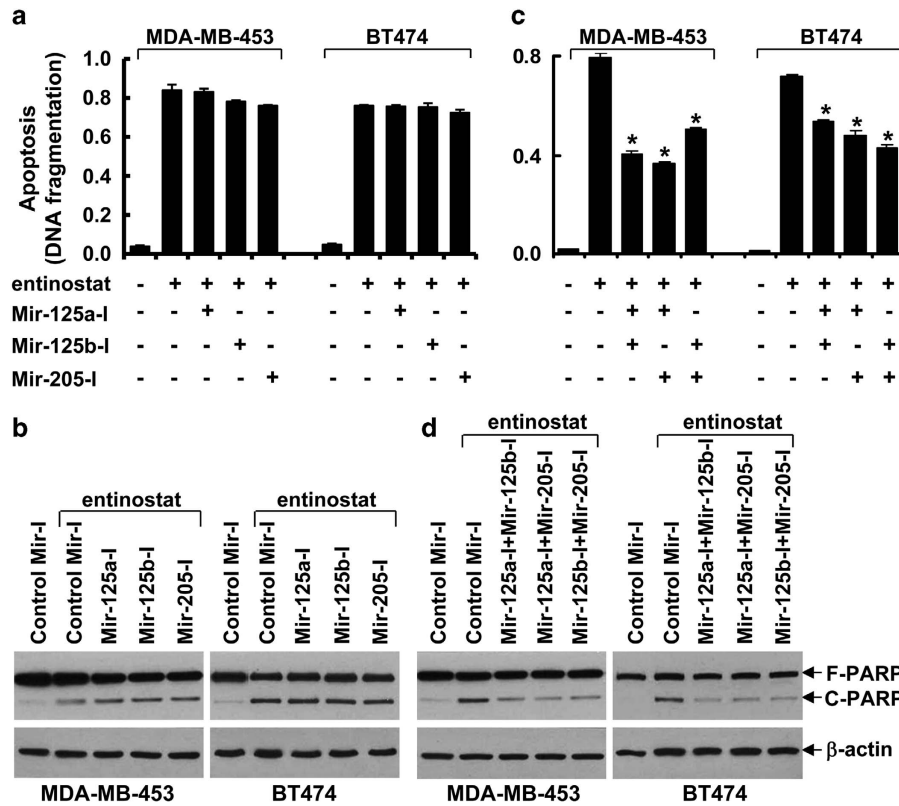 a
MDA-MB-453 BT474
Apoptosis
(DNA fragmentation)
1.0
0.8
0.6
0.4
0.2
0.0
entinostat - + + + + - + + + +
Mir-125a-I - - + - - - - + - -
Mir-125b-I - - - + - - - - + -
Mir-205-I - - - - + - - - - +
c
MDA-MB-453 BT474
0.8
0.4
0.0
* * * * * *
- + + + + - + + + +
- - + + - - - + + -
- - + - + - - + - +
- - - + + - - - + +
b
entinostat entinostat
Control Mir-I
Control Mir-I
Mir-125a-I
Mir-125b-I
Mir-205-I
Control Mir-I
Control Mir-I
Mir-125a-I
Mir-125b-I
Mir-205-I
MDA-MB-453 BT474
d
entinostat entinostat
Control Mir-I
Control Mir-I
Mir-125a-I+Mir-125b-I
Mir-125a-I+Mir-205-I
Mir-125b-I+Mir-205-I
Control Mir-I
Control Mir-I
Mir-125a-I+Mir-125b-I
Mir-125a-I+Mir-205-I
Mir-125b-I+Mir-205-I
F-PARP
C-PARP
β-actin
MDA-MB-453 BT474